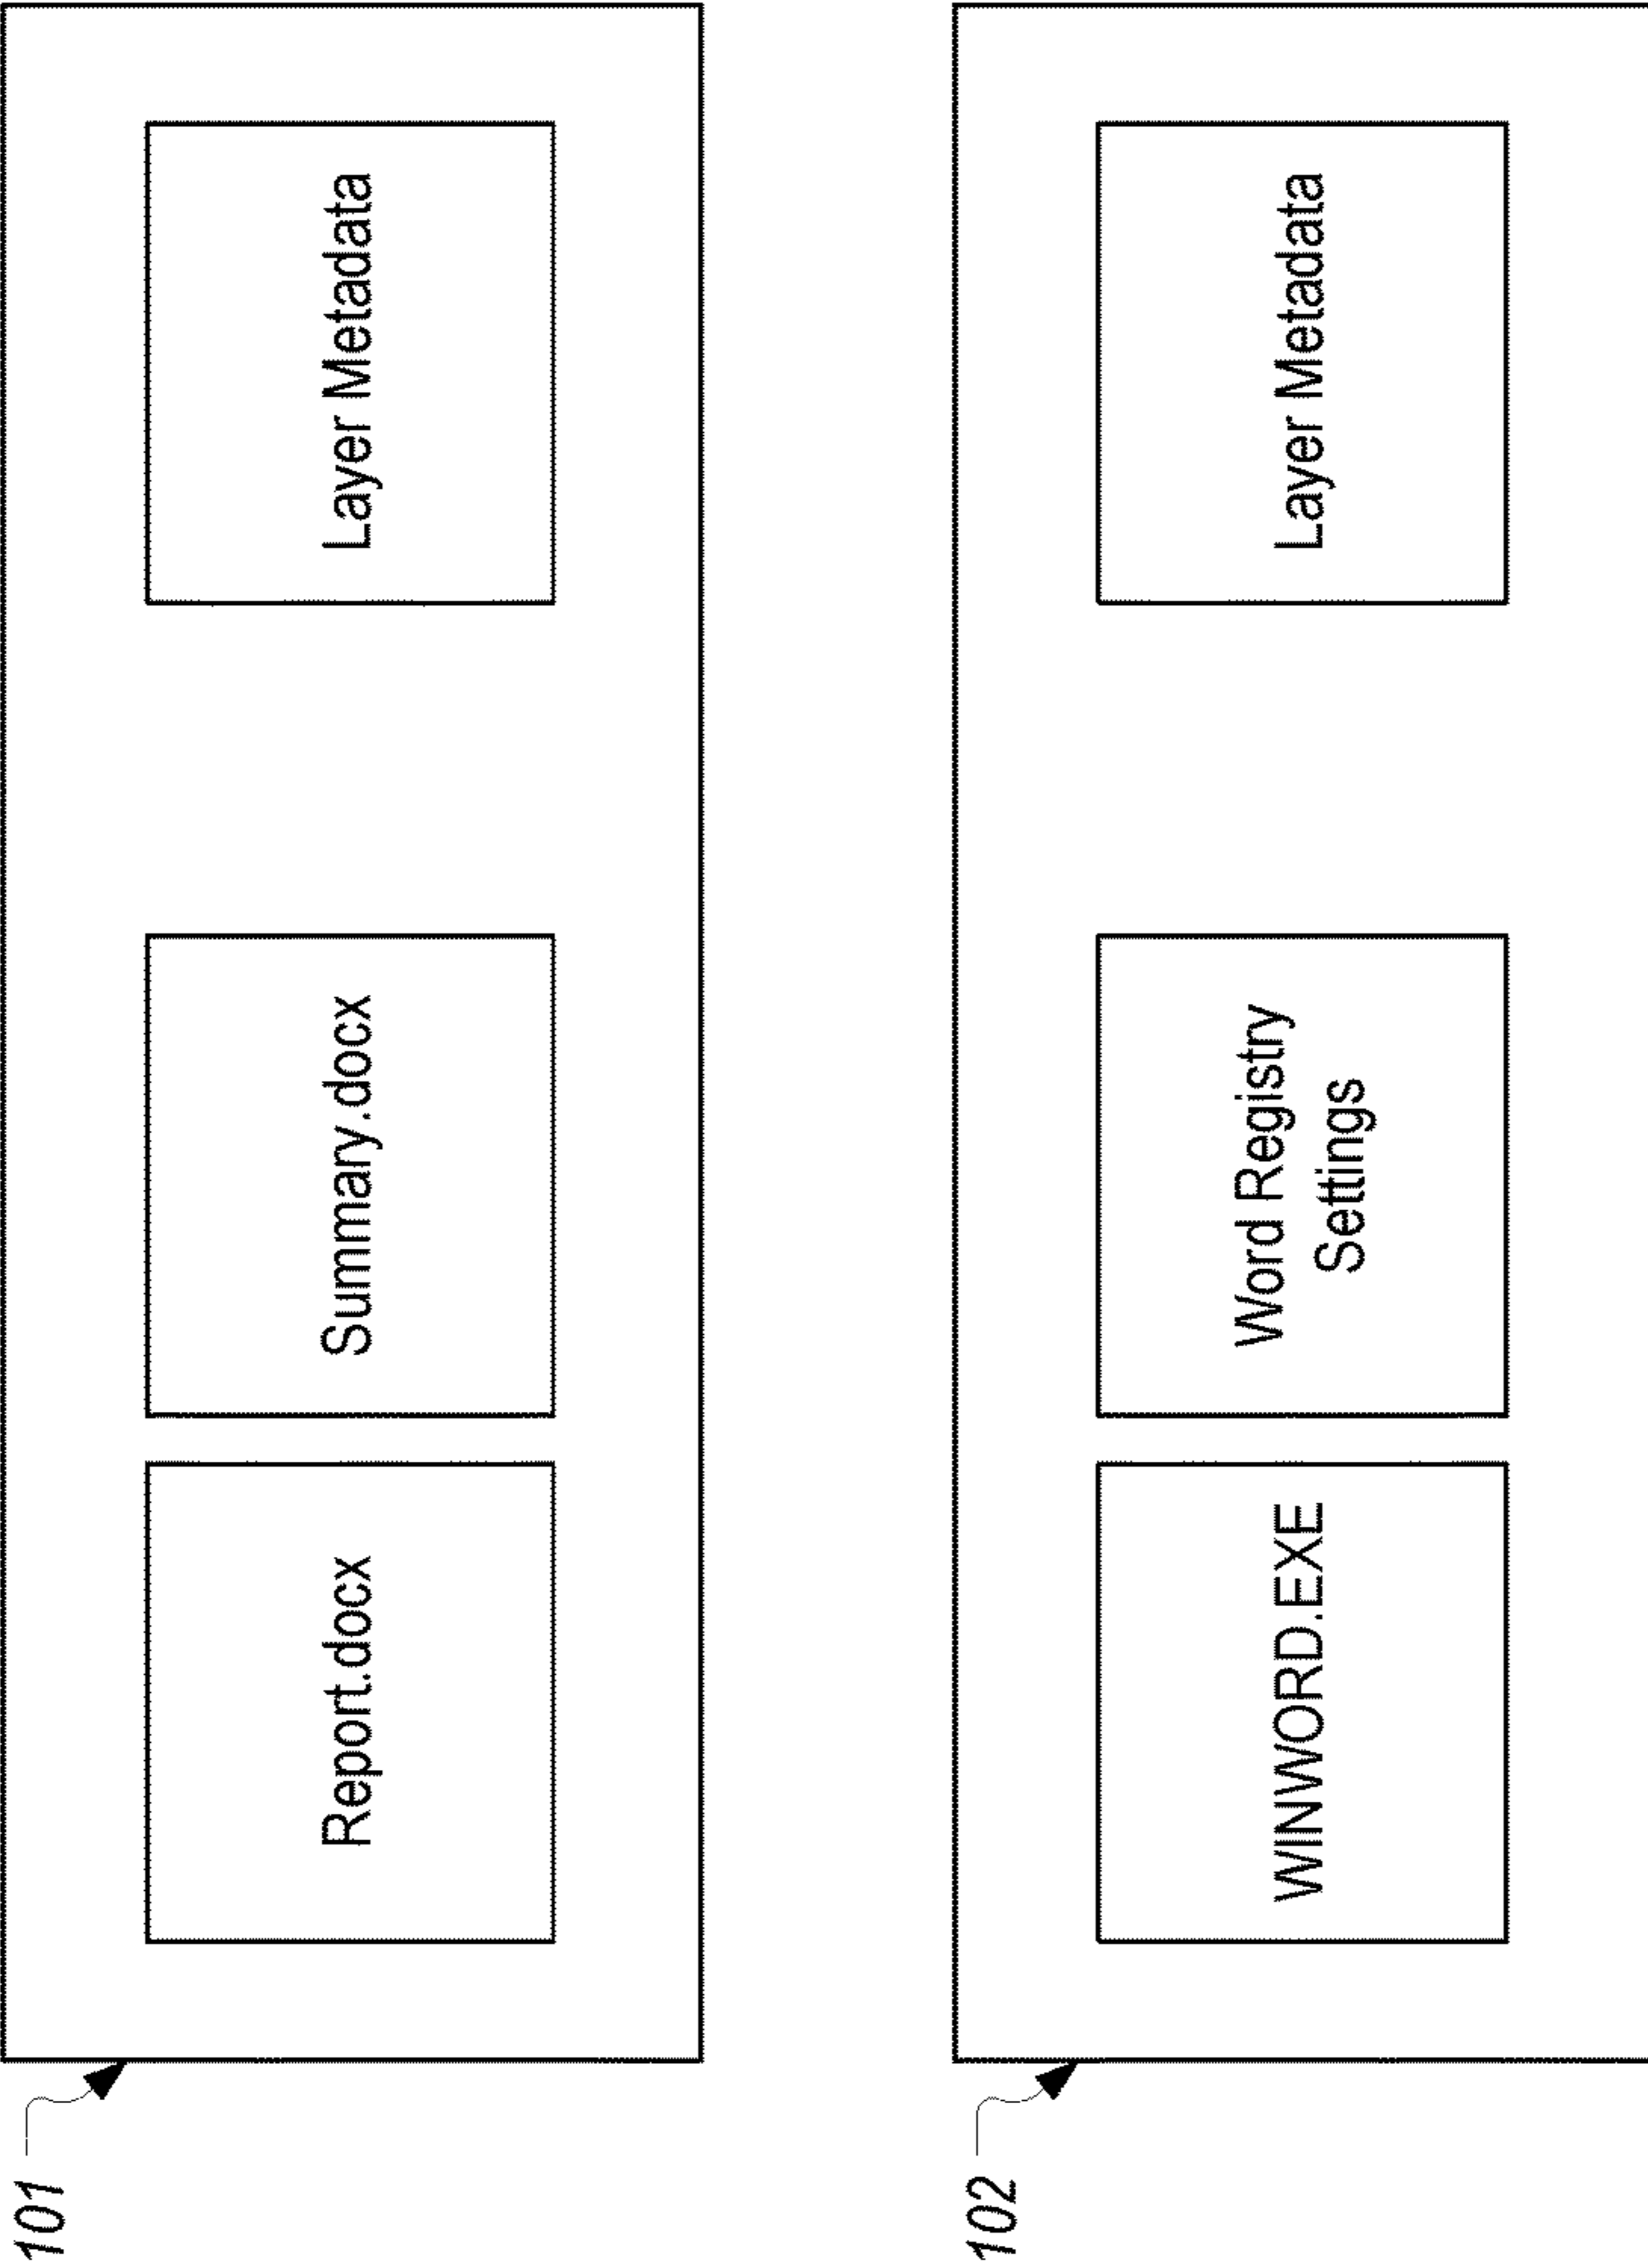 101
Report.docx
Summary.docx
Layer Metadata
102
WINWORD.EXE
Word Registry
Settings
Layer Metadata